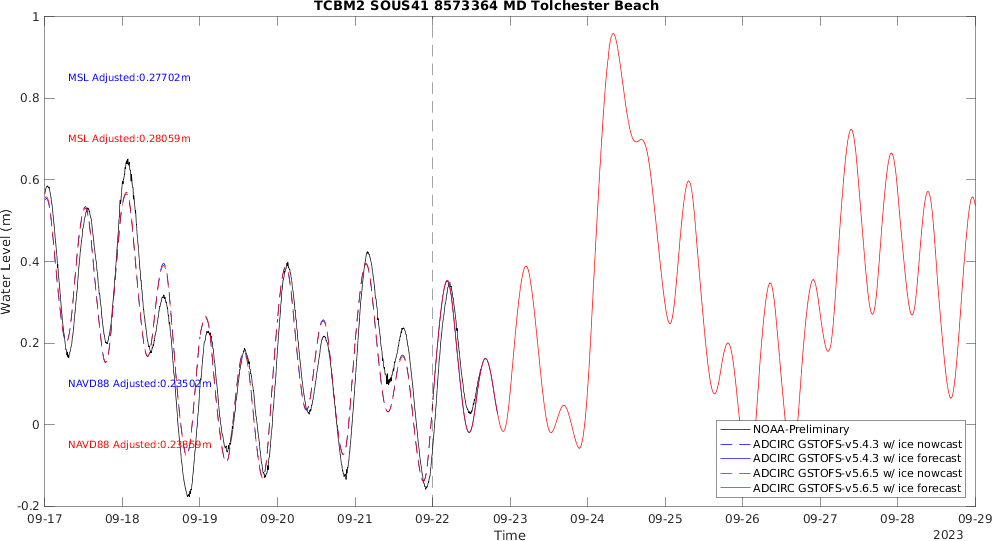 TCBM2 SOUS41 8573364 MD Tolchester Beach
1
0.8
0.6
0.4
0.2
0
-0.2
Water Level (m)
MSL Adjusted:0.27702m
MSL Adjusted:0.28059m
NAVD88 Adjusted:0.23502m
NAVD88 Adjusted:0.23859m
NOAA-Preliminary
ADCIRC GSTOFS-v5.4.3 w/ ice nowcast
ADCIRC GSTOFS-v5.4.3 w/ ice forecast
ADCIRC GSTOFS-v5.6.5 w/ ice nowcast
ADCIRC GSTOFS-v5.6.5 w/ ice forecast
09-17 09-18 09-19 09-20 09-21 09-22 09-23 09-24 09-25 09-26 09-27 09-28 09-29
Time
2023